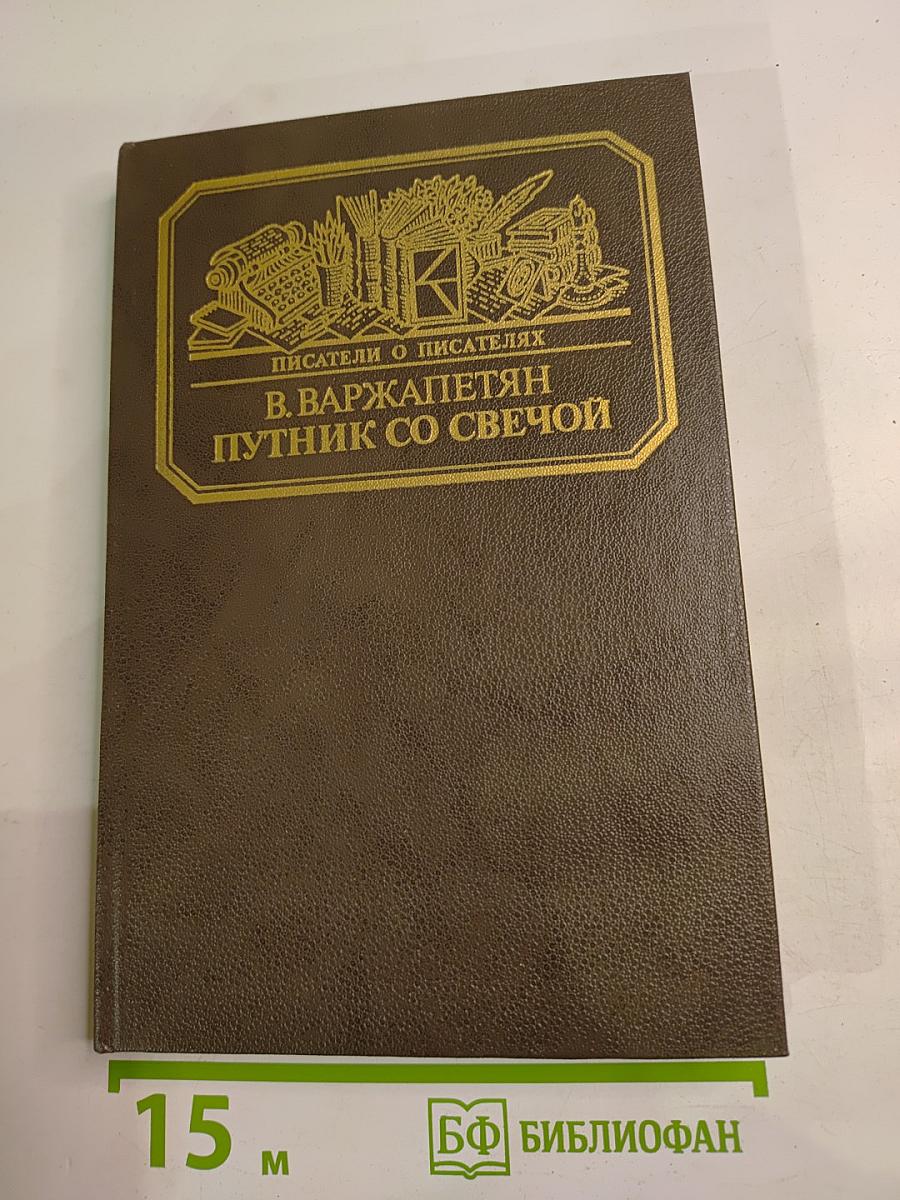 ПИСАТЕЛИ О ПИСАТЕЛЯХ
В. ВАРЖАПЕТЯН
ПУТНИК СО СВЕЧОЙ
15 м
БФ БИБЛИОФАН